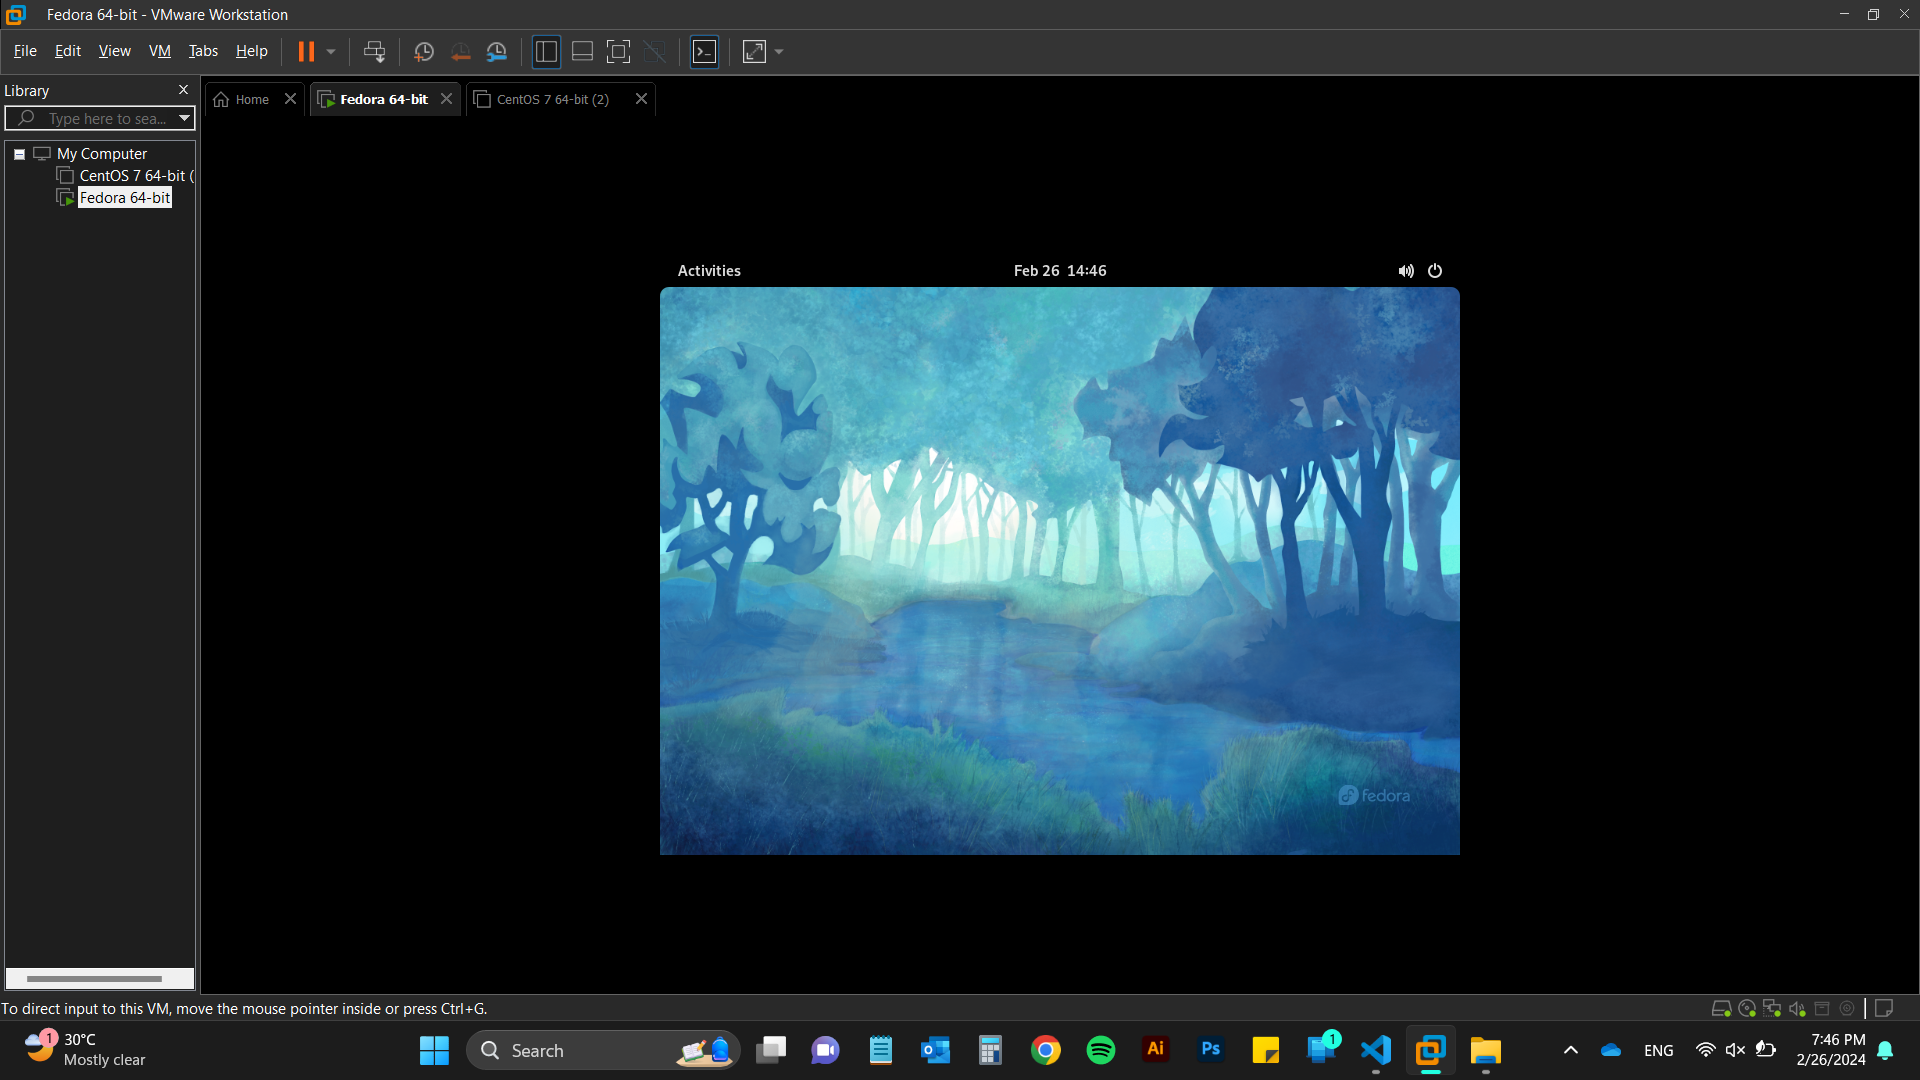 Fedora 64-bit - VMware Workstation
File Edit View VM Tabs Help
Library
Type here to sea...
My Computer
CentOS 7 64-bit (
Fedora 64-bit
Home
Fedora 64-bit
CentOS 7 64-bit (2)
Activities
Feb 26 14:46
fedora
To direct input to this VM, move the mouse pointer inside or press Ctrl+G.
1
30°C
Mostly clear
Search
Ai
Ps
1
ENG
7:46 PM
2/26/2024